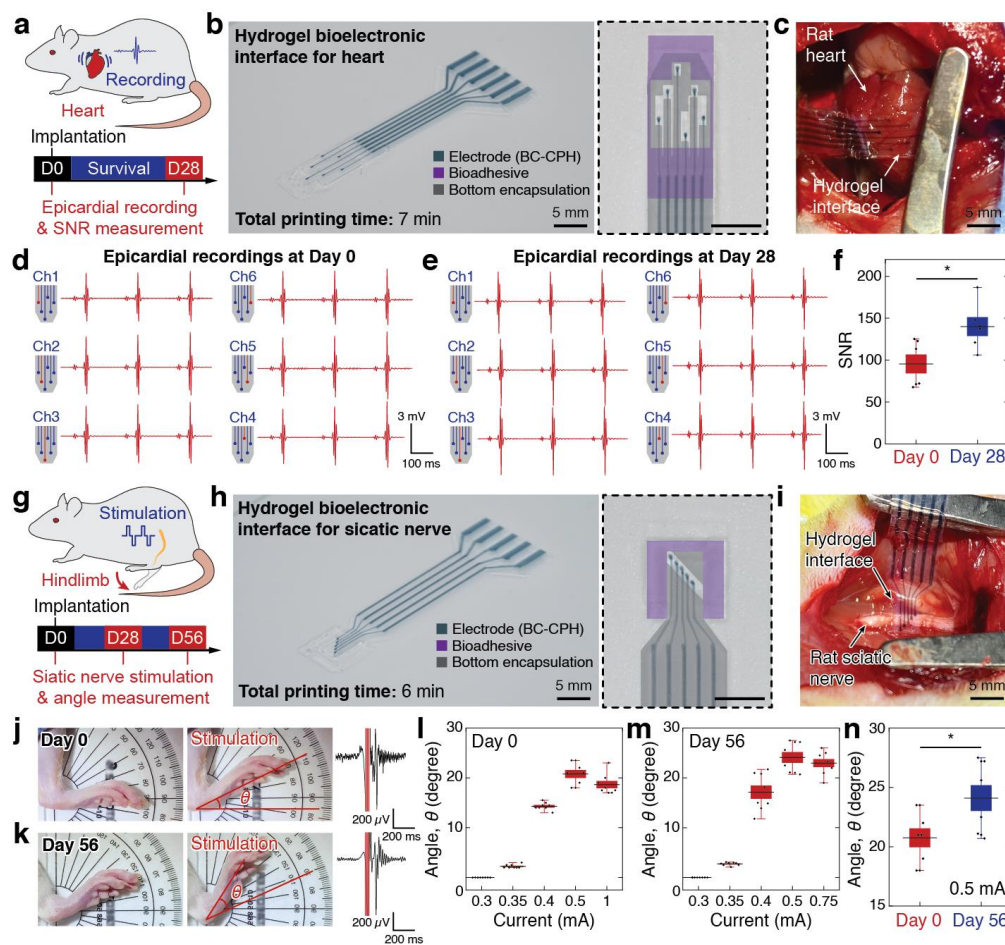 a
Recording
Heart
Implantation
D0
Survival
D28
Epicardial recording
& SNR measurement
b
Hydrogel bioelectronic
interface for heart
Electrode (BC-CPH)
Bioadhesive
Bottom encapsulation
Total printing time: 7 min
5 mm
c
Rat
heart
Hydrogel
interface
5 mm
d
Epicardial recordings at Day 0
Ch1
Ch6
Ch2
Ch5
Ch3
Ch4
3 mV
100 ms
e
Epicardial recordings at Day 28
Ch1
Ch6
Ch2
Ch5
Ch3
Ch4
3 mV
100 ms
f
*
SNR
200
150
100
50
0
Day 0
Day 28
g
Stimulation
Hindlimb
Implantation
D0
D28
D56
Siatic nerve stimulation
& angle measurement
h
Hydrogel bioelectronic
interface for sicatic nerve
Electrode (BC-CPH)
Bioadhesive
Bottom encapsulation
Total printing time: 6 min
5 mm
i
Hydrogel
interface
Rat sciatic
nerve
5 mm
j
Day 0
Stimulation
θ
200 µV
200 ms
k
Day 56
Stimulation
θ
200 µV
200 ms
l
Day 0
Angle, θ (degree)
30
20
10
0
0.3
0.35
0.4
0.5
1
Current (mA)
m
Day 56
Angle, θ (degree)
30
20
10
0
0.3
0.35
0.4
0.5
0.75
Current (mA)
n
*
Angle, θ (degree)
30
25
20
15
0.5 mA
Day 0
Day 56